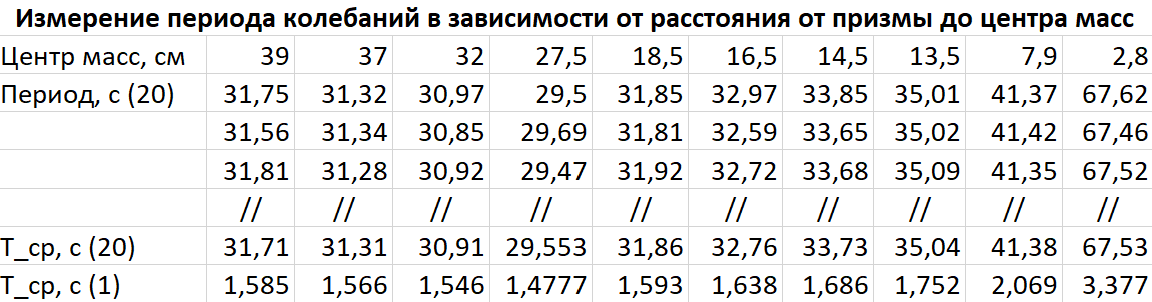 Измерение периода колебаний в зависимости от расстояния от призмы до центра масс
Центр масс, см 39 37 32 27,5 18,5 16,5 14,5 13,5 7,9 2,8
Период, с (20) 31,75 31,32 30,97 29,5 31,85 32,97 33,85 35,01 41,37 67,62
31,56 31,34 30,85 29,69 31,81 32,59 33,65 35,02 41,42 67,46
31,81 31,28 30,92 29,47 31,92 32,72 33,68 35,09 41,35 67,52
// // // // // // // // // //
Т_ср, с (20) 31,71 31,31 30,91 29,553 31,86 32,76 33,73 35,04 41,38 67,53
Т_ср, с (1) 1,585 1,566 1,546 1,4777 1,593 1,638 1,686 1,752 2,069 3,377